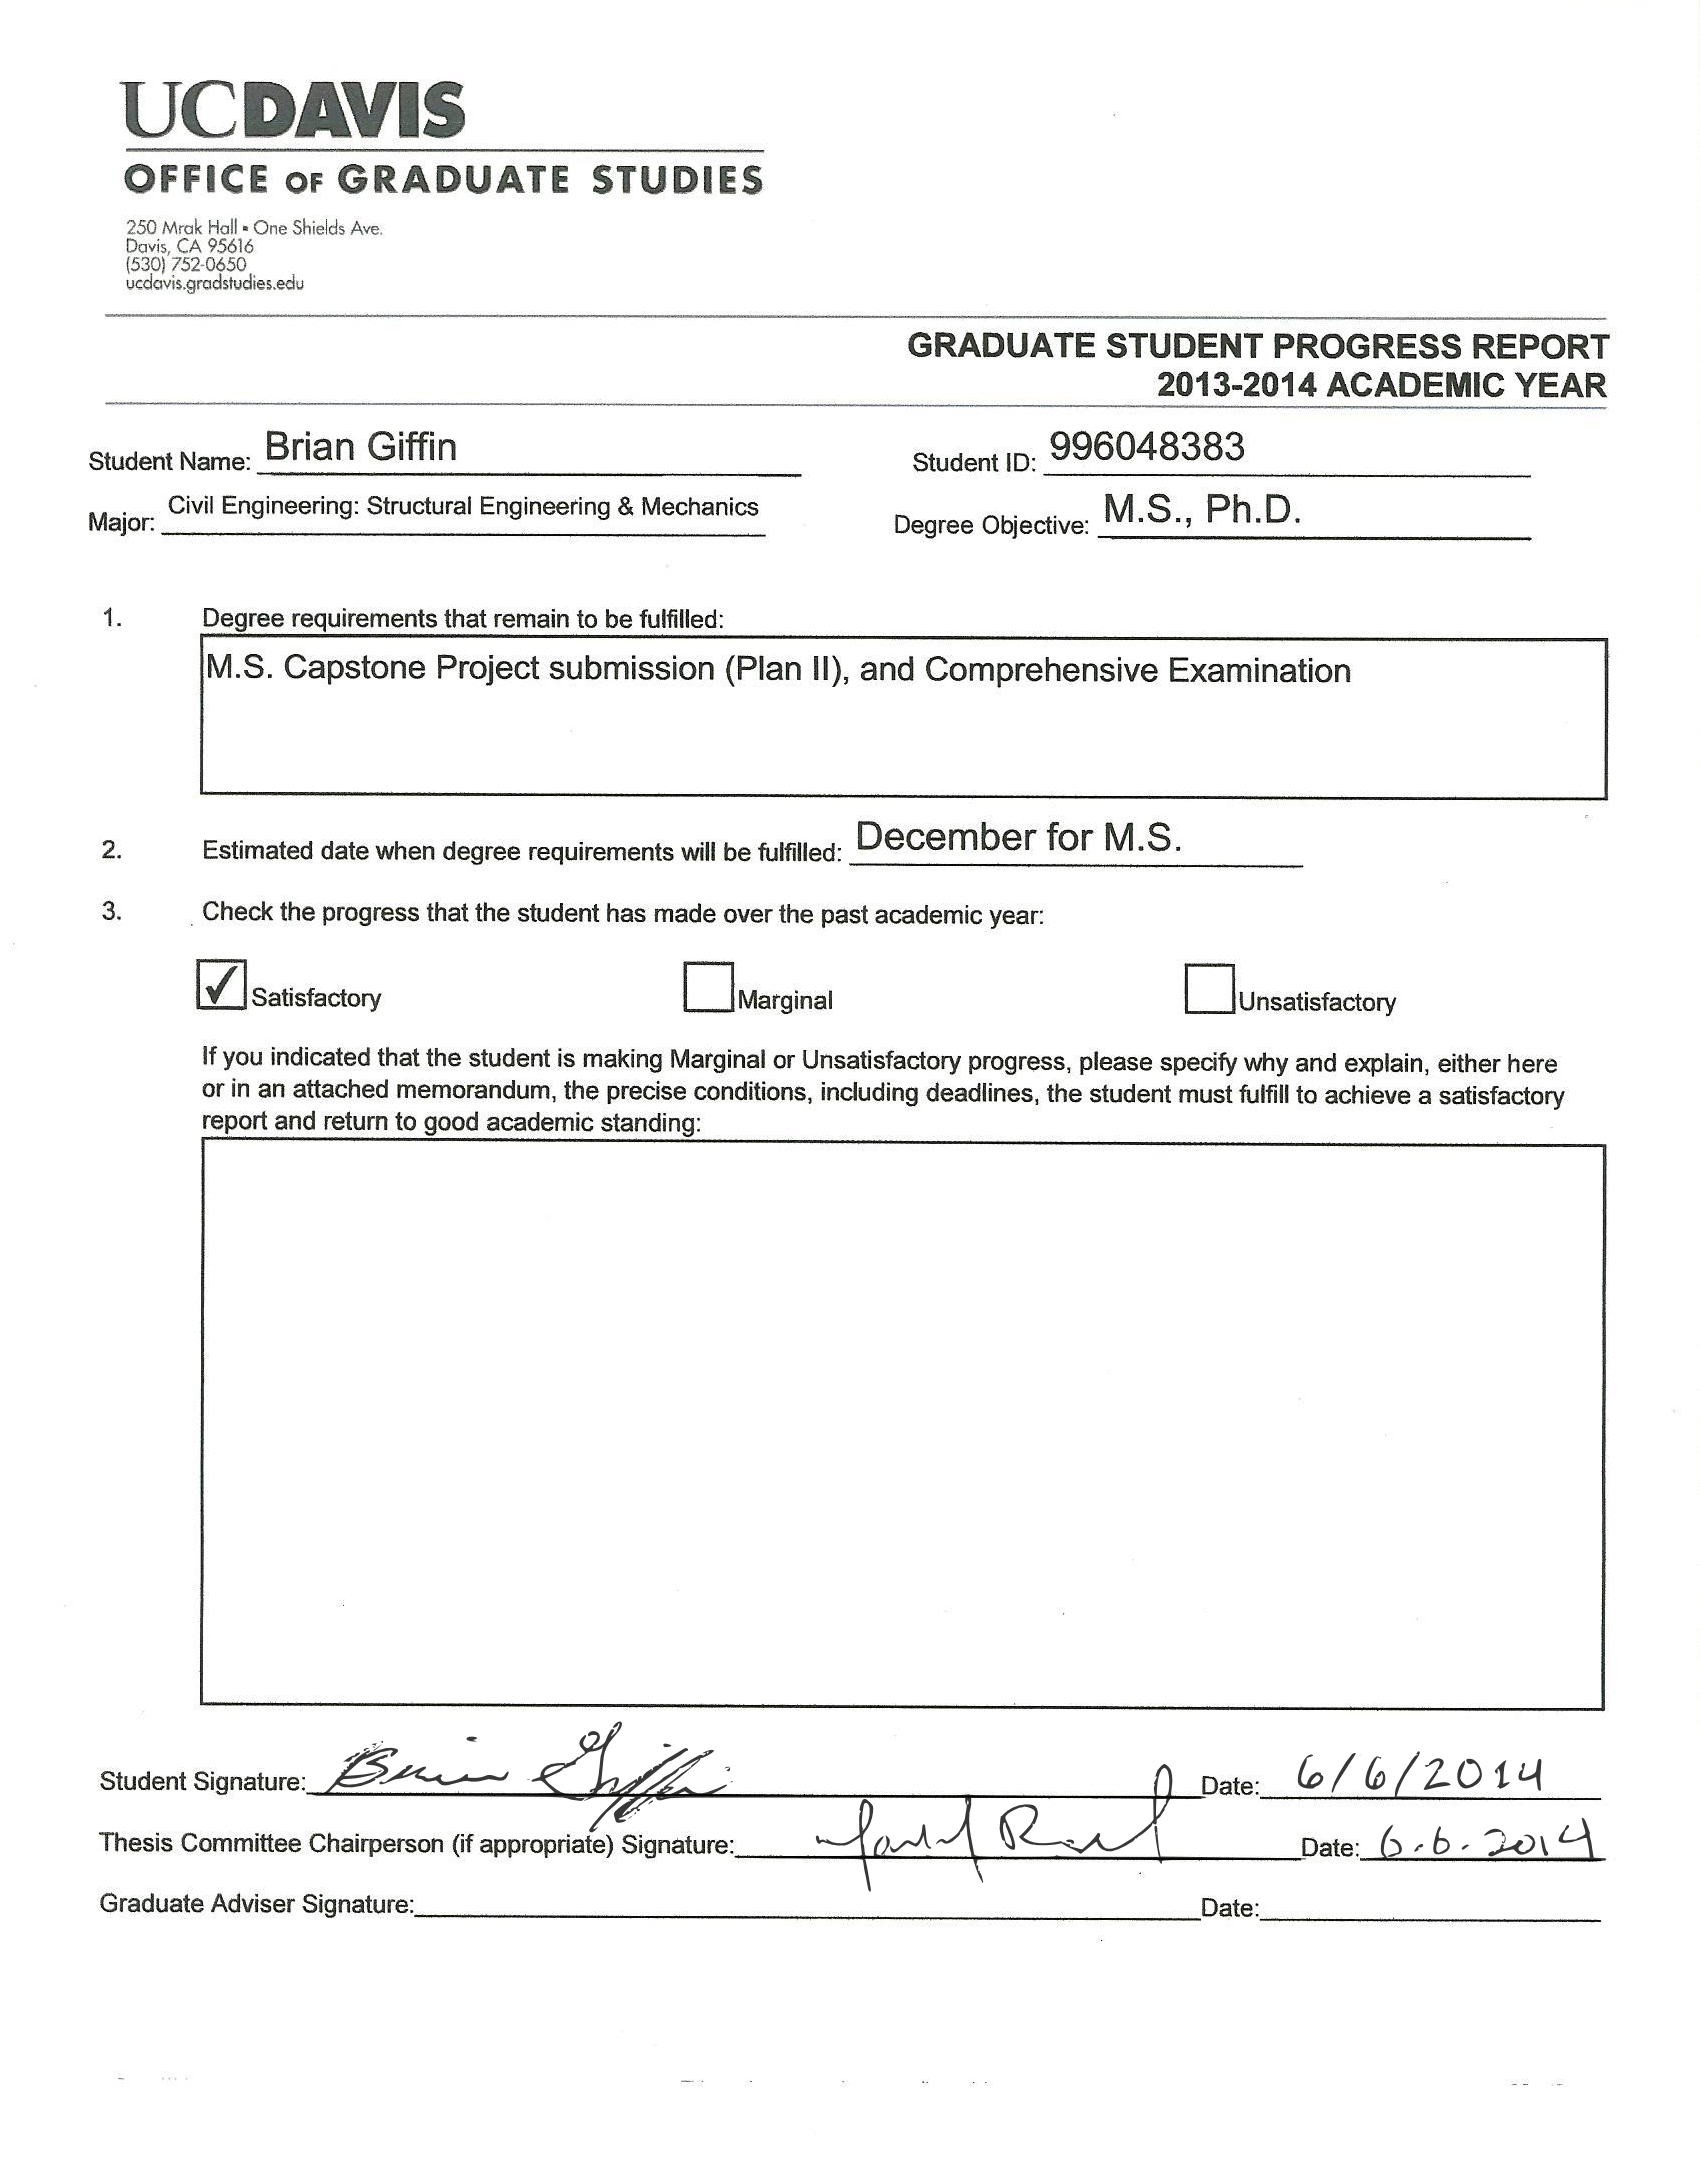 UCDAVIS
OFFICE OF GRADUATE STUDIES
250 Mrak Hall ▪ One Shields Ave.
Davis, CA 95616
(530) 752-0650
ucdavis.gradstudies.edu
GRADUATE STUDENT PROGRESS REPORT
2013-2014 ACADEMIC YEAR
Student Name: Brian Giffin Student ID: 996048383
Major: Civil Engineering: Structural Engineering & Mechanics Degree Objective: M.S., Ph.D.
1. Degree requirements that remain to be fulfilled:
M.S. Capstone Project submission (Plan II), and Comprehensive Examination
2. Estimated date when degree requirements will be fulfilled: December for M.S.
3. Check the progress that the student has made over the past academic year:
✓ Satisfactory Marginal Unsatisfactory
If you indicated that the student is making Marginal or Unsatisfactory progress, please specify why and explain, either here
or in an attached memorandum, the precise conditions, including deadlines, the student must fulfill to achieve a satisfactory
report and return to good academic standing:
Student Signature: Brian Giffin Date: 6/6/2014
Thesis Committee Chairperson (if appropriate) Signature: Date: 6.6.2014
Graduate Adviser Signature: Date: